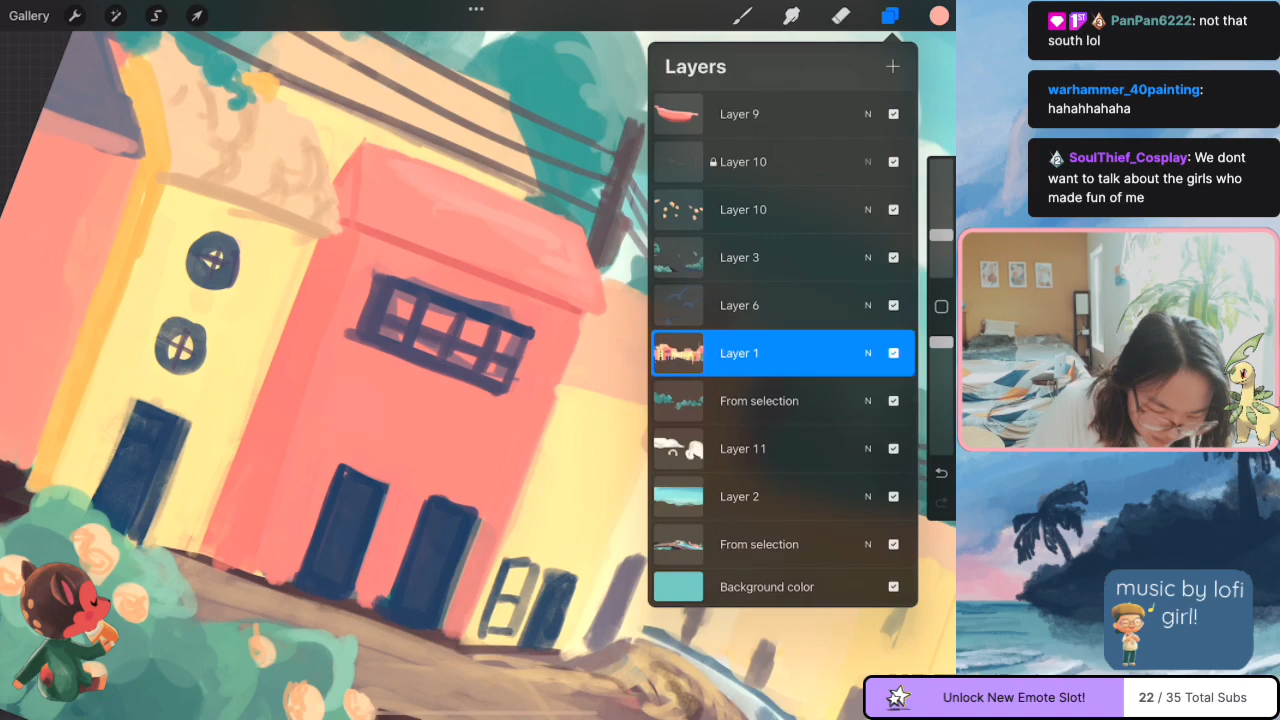 Gallery
Layers
Layer 9 N
Layer 10 N
Layer 10 N
Layer 3 N
Layer 6 N
Layer 1 N
From selection N
Layer 11 N
Layer 2 N
From selection N
Background color
1ST 3 PanPan6222: not that
south lol
warhammer_40painting:
hahahhahaha
2 SoulThief_Cosplay: We dont
want to talk about the girls who
made fun of me
music by lofi
girl!
Unlock New Emote Slot! 22 / 35 Total Subs